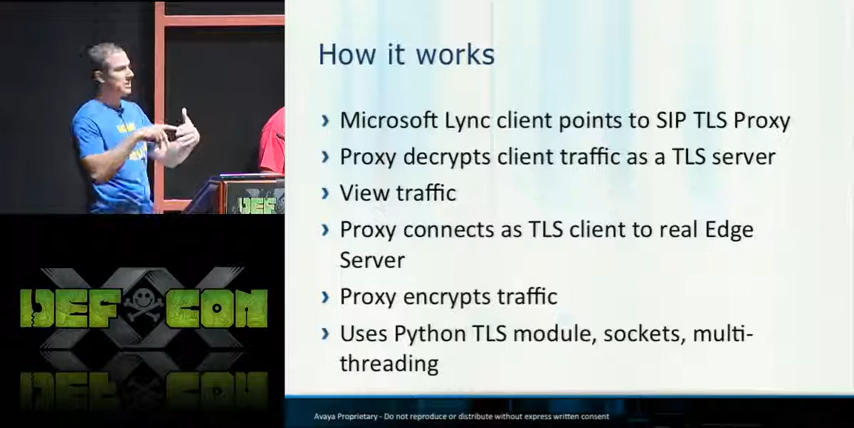 How it works
› Microsoft Lync client points to SIP TLS Proxy
› Proxy decrypts client traffic as a TLS server
› View traffic
› Proxy connects as TLS client to real Edge
Server
› Proxy encrypts traffic
› Uses Python TLS module, sockets, multi-
threading
Avaya Proprietary - Do not reproduce or distribute without express written consent
DEF CON
XX
DEF